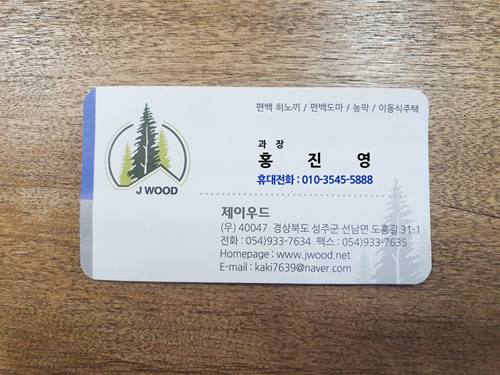 편백 히노끼 / 편백도마 / 농막 / 이동식주택
과 장
홍 진 영
휴대전화 : 010-3545-5888
J WOOD
제이우드
(우) 40047 경상북도 성주군 선남면 도흥길 31-1
전화 : 054)933-7634 팩스 : 054)933-7635
Homepage : www.jwood.net
E-mail : kaki7639@naver.com